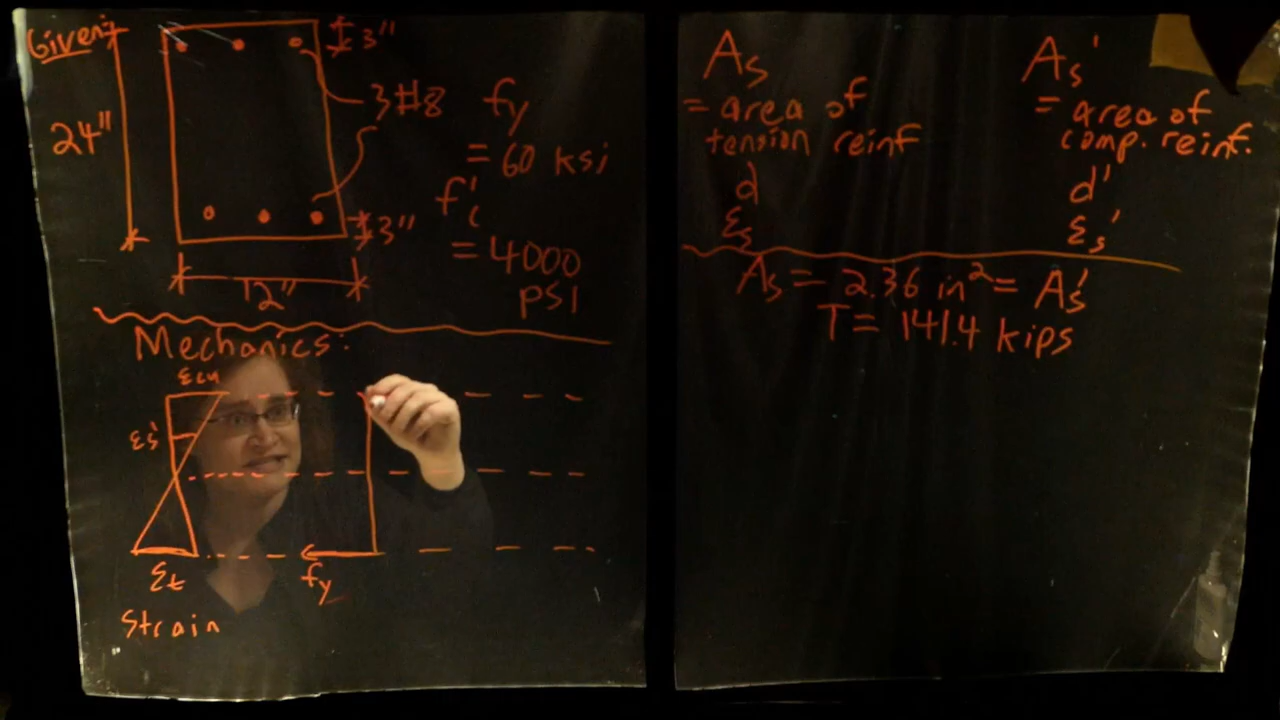 Given:
3"
24"
3#8
3"
12"
fy
= 60 ksi
f'c
= 4000
psi
Mechanics:
εcu
εs'
εt
fy
Strain
As
= area of
tension reinf
d
εs
As'
= area of
comp. reinf.
d'
εs'
As = 2.36 in² = As'
T = 141.4 kips